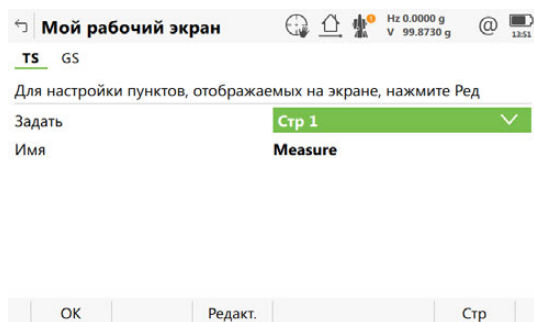 Мой рабочий экран
Hz 0.0000 g
V 99.8730 g
@
13:51
TS GS
Для настройки пунктов, отображаемых на экране, нажмите Ред
Задать Стр 1
Имя Measure
OK Редакт. Стр